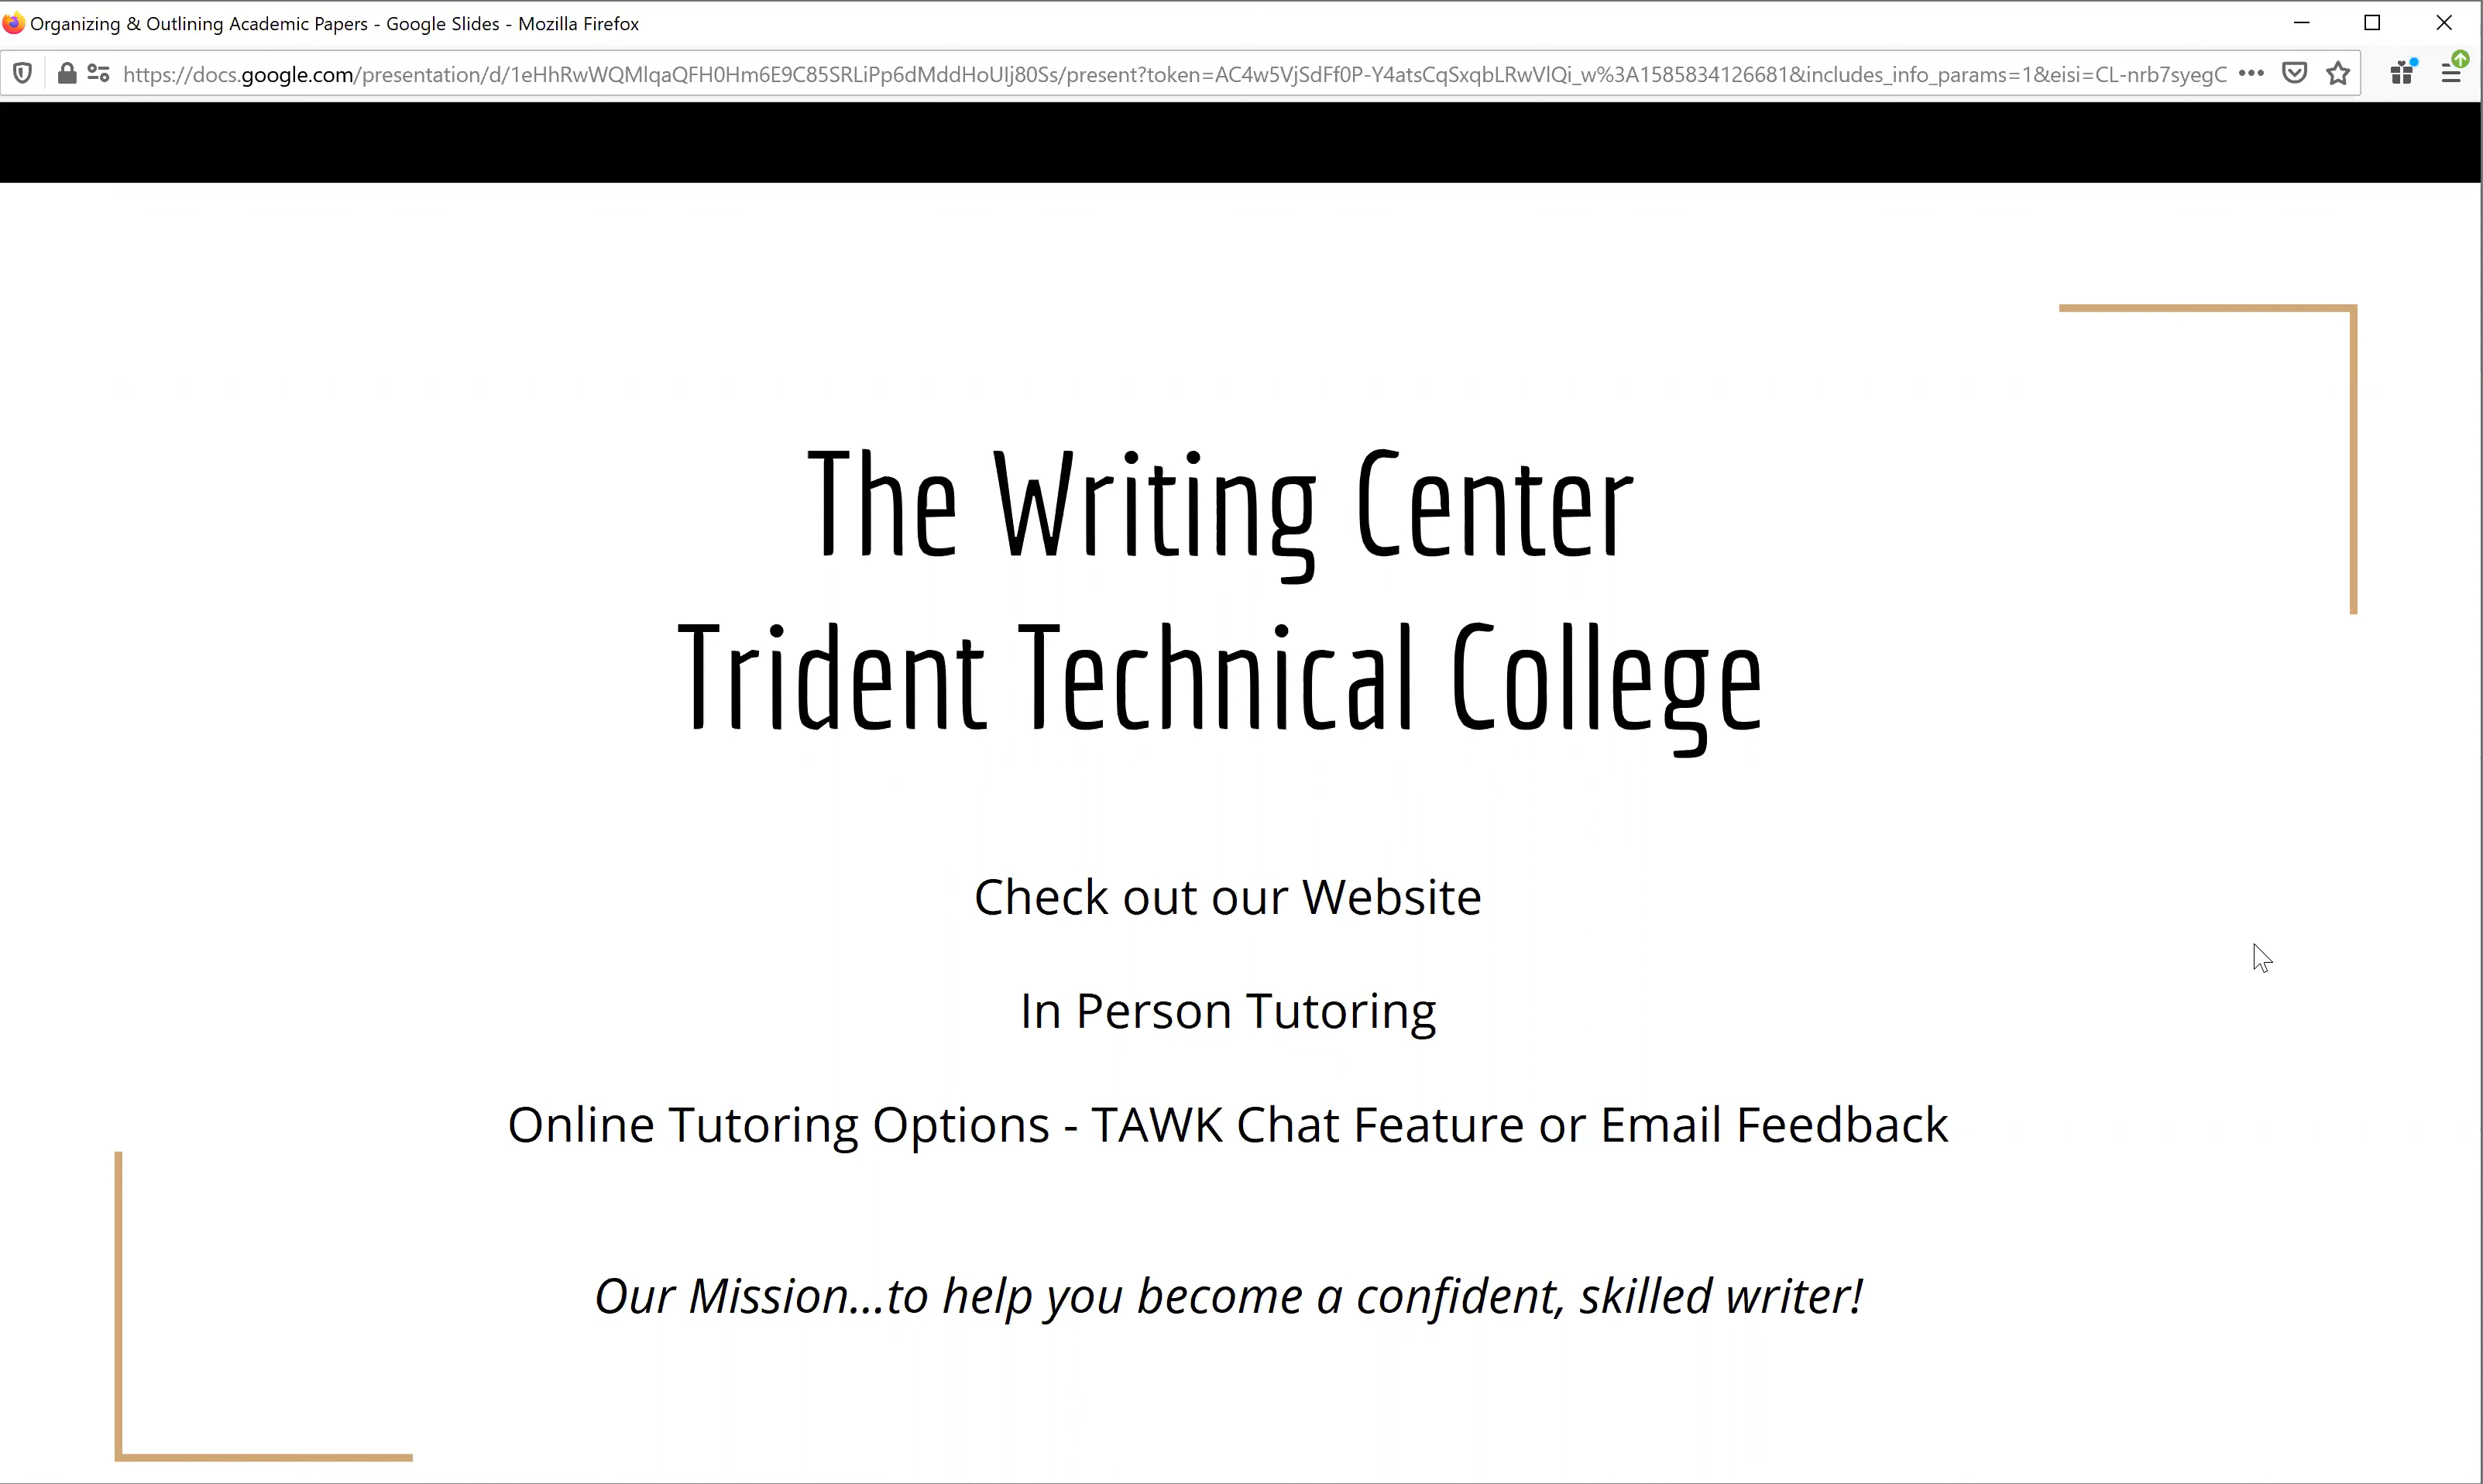 Organizing & Outlining Academic Papers - Google Slides - Mozilla Firefox
https://docs.google.com/presentation/d/1eHhRwWQMlqaQFH0Hm6E9C85SRLiPp6dMddHoUIj80Ss/present?token=AC4w5VjSdFf0P-Y4atsCqSxqbLRwVlQi_w%3A1585834126681&includes_info_params=1&eisi=CL-nrb7syegC
The Writing Center
Trident Technical College
Check out our Website
In Person Tutoring
Online Tutoring Options - TAWK Chat Feature or Email Feedback
Our Mission...to help you become a confident, skilled writer!